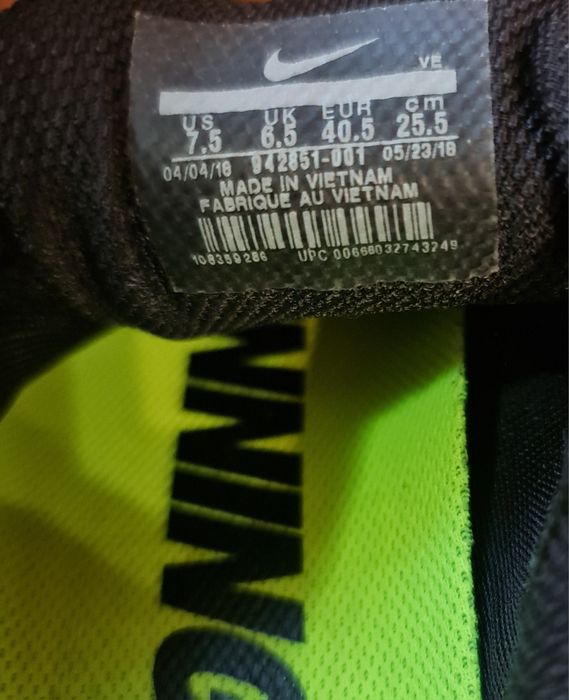 VE
US UK EUR cm
7.5 6.5 40.5 25.5
04/04/18 942851-001 05/23/18
MADE IN VIETNAM
FABRIQUE AU VIETNAM
108359286 UPC 00666032743249